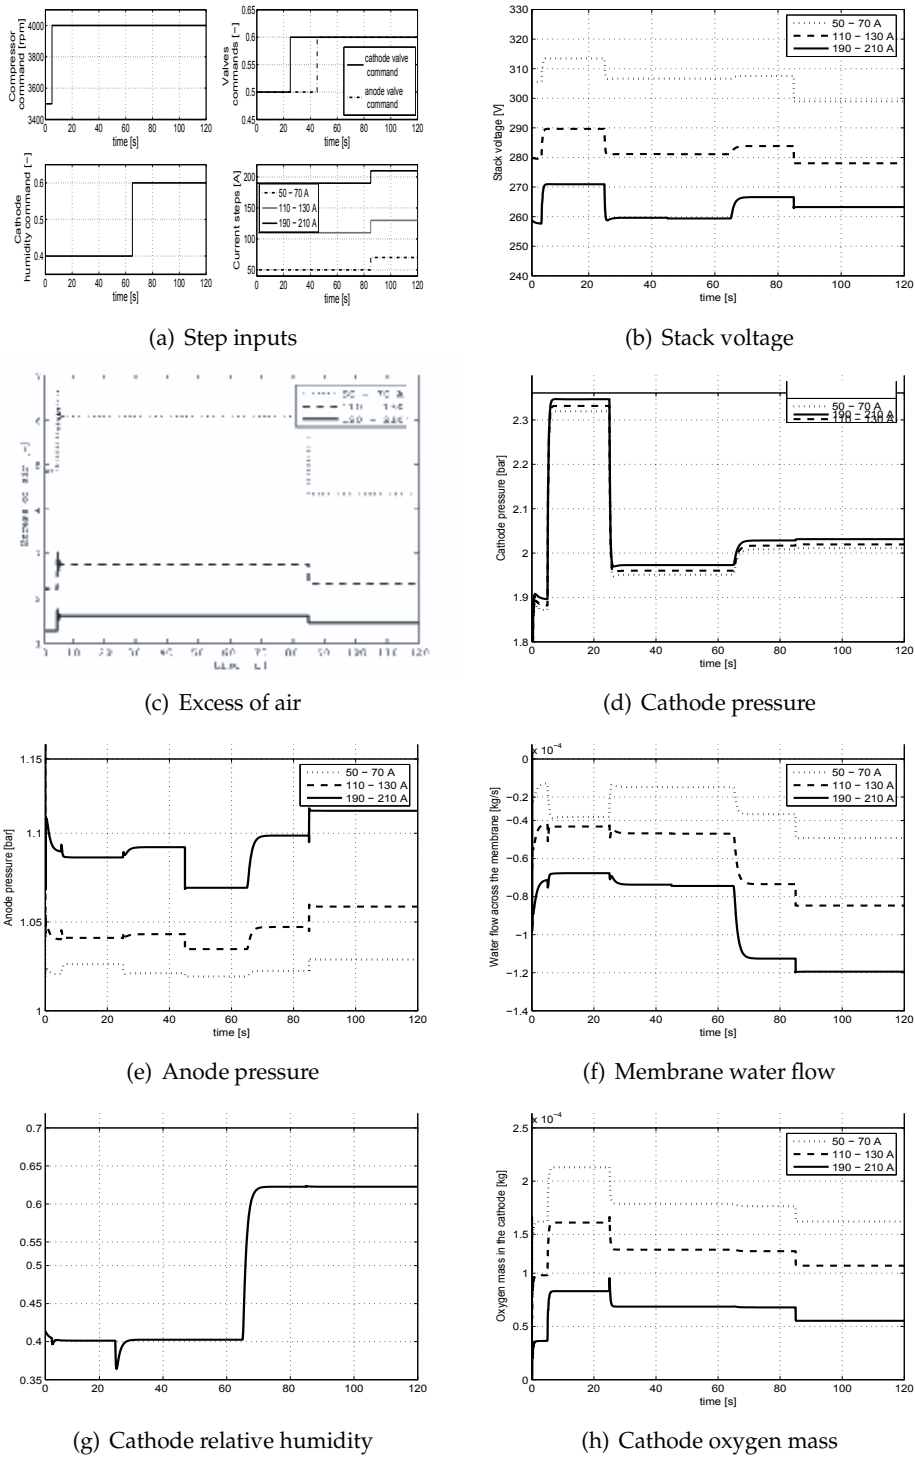 Compressor
command [rpm]
4000
3800
3600
3400
0 20 40 60 80 100 120
time [s]
Valves
commands [−]
0.6
0.55
0.5
0.45
cathode valve
command
anode valve
command
0 20 40 60 80 100 120
time [s]
Cathode
humidity command [−]
0.6
0.5
0.4
0 20 40 60 80 100 120
time [s]
Current steps [A]
200
150
100
50
50 − 70 A
110 − 130 A
190 − 210 A
0 20 40 60 80 100 120
time [s]
(a) Step inputs
Stack voltage [V]
330
320
310
300
290
280
270
260
250
240
50 − 70 A
110 − 130 A
190 − 210 A
0 20 40 60 80 100 120
time [s]
(b) Stack voltage
50 − 70 A
(c) Excess of air
Cathode pressure [bar]
2.3
2.2
2.1
2
1.9
1.8
50 − 70 A
190 − 210 A
110 − 130 A
0 20 40 60 80 100 120
time [s]
(d) Cathode pressure
Anode pressure [bar]
1.15
1.1
1.05
1
50 − 70 A
110 − 130 A
190 − 210 A
0 20 40 60 80 100 120
time [s]
(e) Anode pressure
x 10−4
Water flow across the membrane [kg/s]
0
−0.2
−0.4
−0.6
−0.8
−1
−1.2
−1.4
50 − 70 A
110 − 130 A
190 − 210 A
0 20 40 60 80 100 120
time [s]
(f) Membrane water flow
0.7
0.65
0.6
0.55
0.5
0.45
0.4
0.35
0 20 40 60 80 100 120
(g) Cathode relative humidity
x 10−4
Oxygen mass in the cathode [kg]
2.5
2
1.5
1
0.5
0
50 − 70 A
110 − 130 A
190 − 210 A
0 20 40 60 80 100 120
time [s]
(h) Cathode oxygen mass